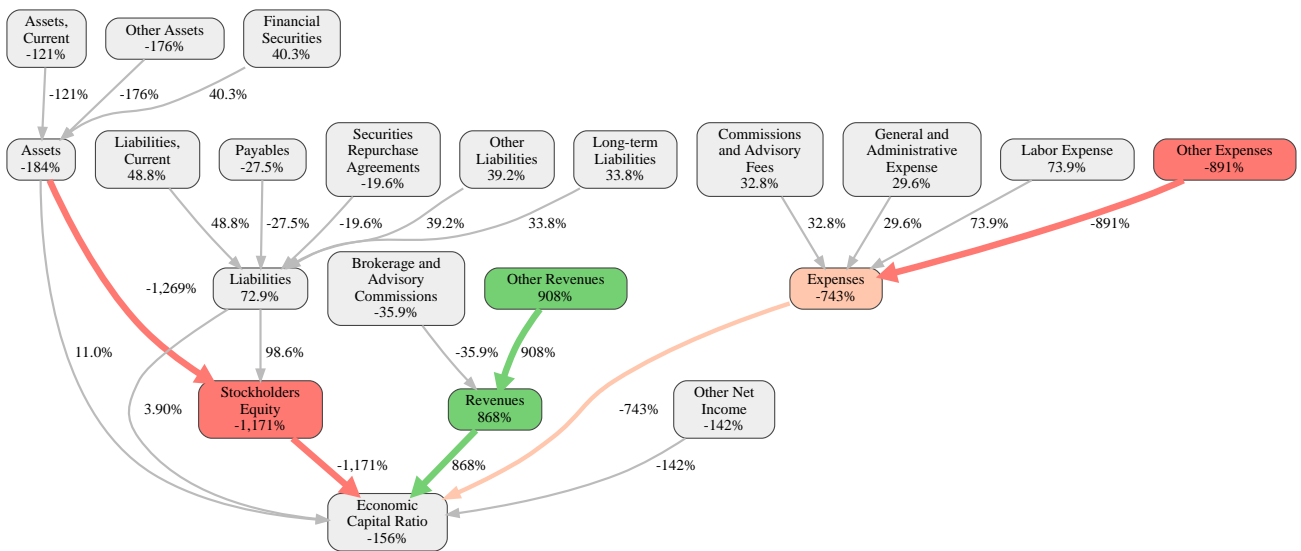 Assets,
Current
-121%
Other Assets
-176%
Financial
Securities
40.3%
-121%
-176%
40.3%
Assets
-184%
Liabilities,
Current
48.8%
Payables
-27.5%
Securities
Repurchase
Agreements
-19.6%
Other
Liabilities
39.2%
Long-term
Liabilities
33.8%
Commissions
and Advisory
Fees
32.8%
General and
Administrative
Expense
29.6%
Labor Expense
73.9%
Other Expenses
-891%
48.8%
-27.5%
-19.6%
39.2%
33.8%
32.8%
29.6%
73.9%
-891%
-1,269%
Liabilities
72.9%
Brokerage and
Advisory
Commissions
-35.9%
Other Revenues
908%
Expenses
-743%
11.0%
98.6%
-35.9%
908%
3.90%
Stockholders
Equity
-1,171%
Revenues
868%
-743%
Other Net
Income
-142%
-1,171%
868%
-142%
Economic
Capital Ratio
-156%